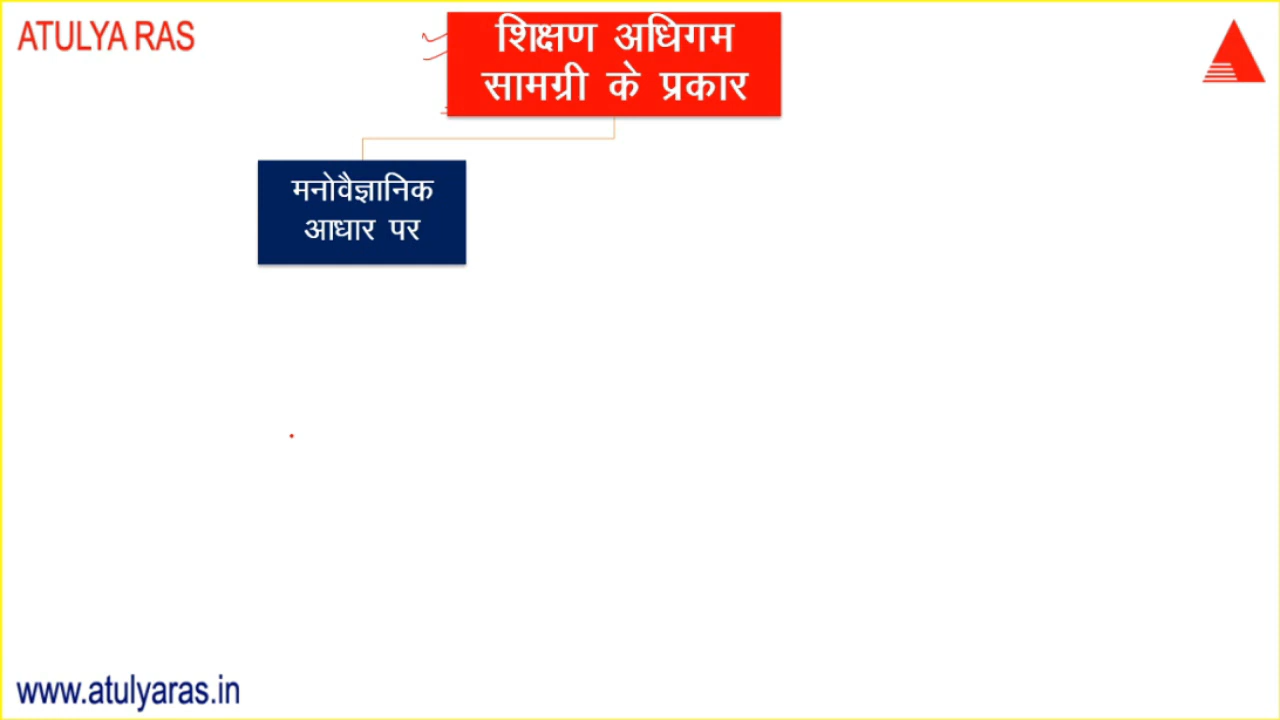 ATULYA RAS
शिक्षण अधिगम
सामग्री के प्रकार
मनोवैज्ञानिक
आधार पर
www.atulyaras.in